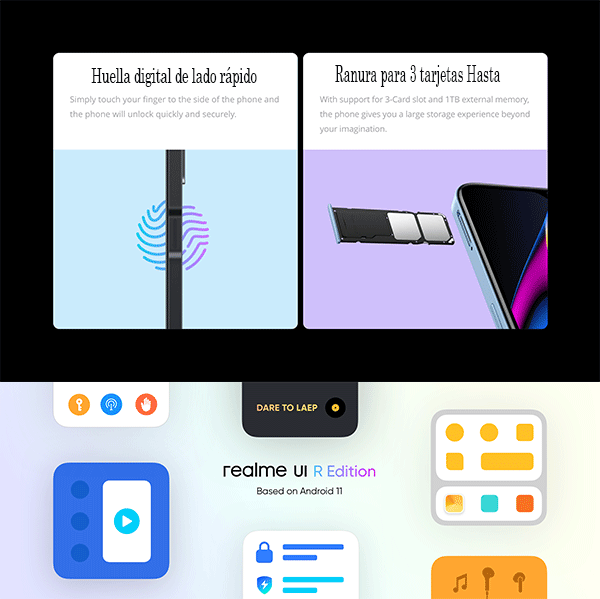 Huella digital de lado rápido
Simply touch your finger to the side of the phone and
the phone will unlock quickly and securely.
Ranura para 3 tarjetas Hasta
With support for 3-Card slot and 1TB external memory,
the phone gives you a large storage experience beyond
your imagination.
DARE TO LAEP
realme UI R Edition
Based on Android 11